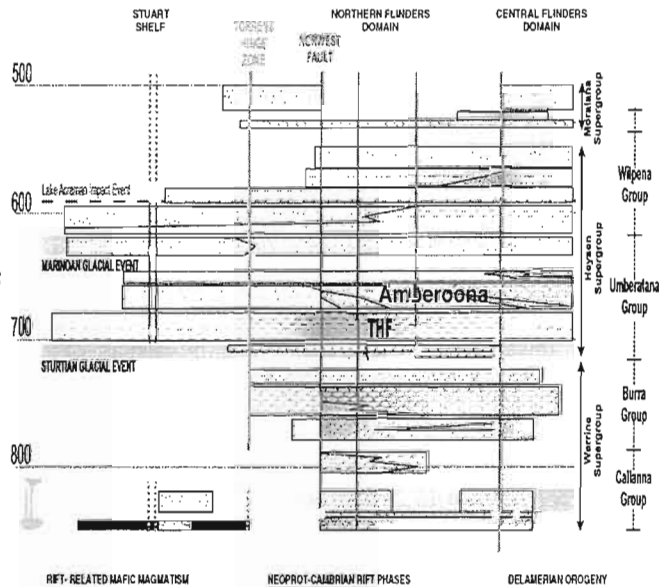 STUART SHELF
TORRENS HINGE ZONE
NORTHERN FLINDERS DOMAIN
NORWEST FAULT
CENTRAL FLINDERS DOMAIN
500
Moralana Supergroup
Lake Acraman Impact Event
600
Wilpena Group
Heysen Supergroup
MARINOAN GLACIAL EVENT
Amberoona
Umberatana Group
THF
700
STURTIAN GLACIAL EVENT
Burra Group
Warrina Supergroup
800
Callanna Group
RIFT-RELATED MAFIC MAGMATISM
NEOPROT-CAMBRIAN RIFT PHASES
DELAMERIAN OROGENY